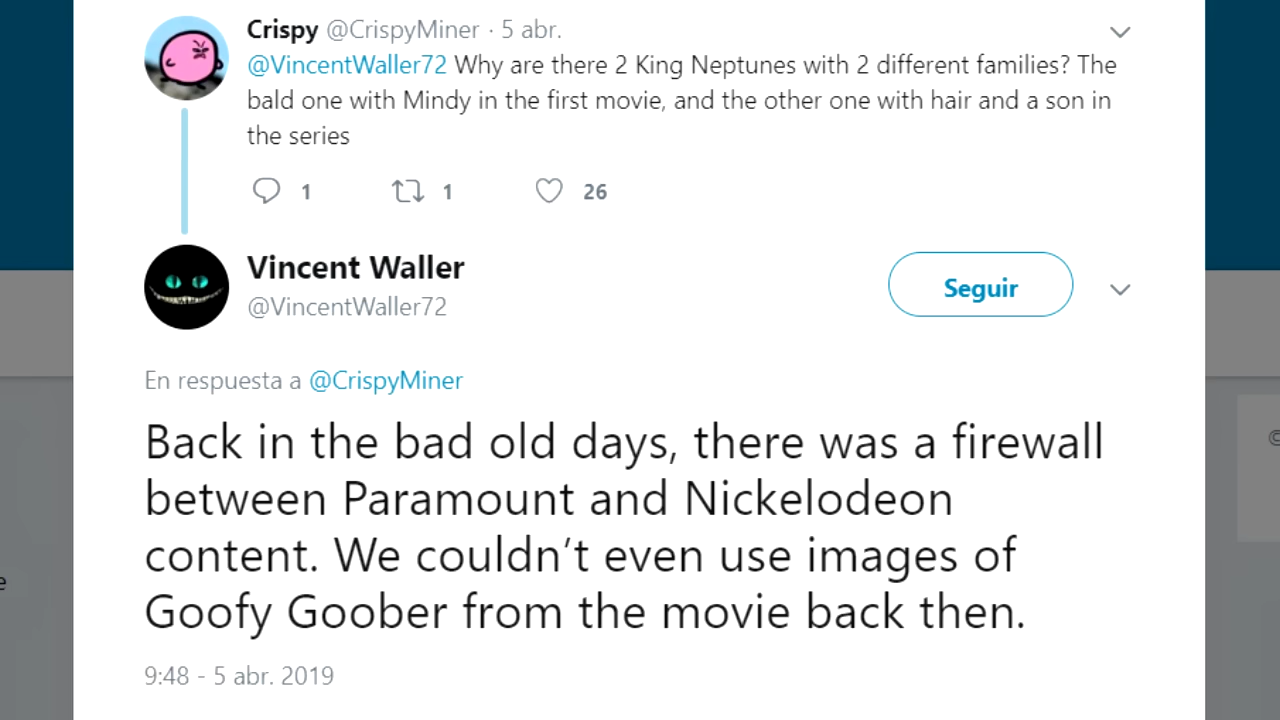 Crispy @CrispyMiner · 5 abr.
@VincentWaller72 Why are there 2 King Neptunes with 2 different families? The
bald one with Mindy in the first movie, and the other one with hair and a son in
the series
1 1 26
Vincent Waller
@VincentWaller72
Seguir
En respuesta a @CrispyMiner
Back in the bad old days, there was a firewall
between Paramount and Nickelodeon
content. We couldn't even use images of
Goofy Goober from the movie back then.
9:48 - 5 abr. 2019